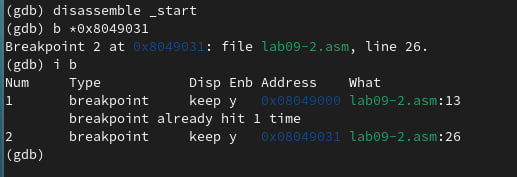 (gdb) disassemble _start
(gdb) b *0x8049031
Breakpoint 2 at 0x8049031: file lab09-2.asm, line 26.
(gdb) i b
Num     Type           Disp Enb Address    What
1       breakpoint     keep y   0x08049000 lab09-2.asm:13
        breakpoint already hit 1 time
2       breakpoint     keep y   0x08049031 lab09-2.asm:26
(gdb)